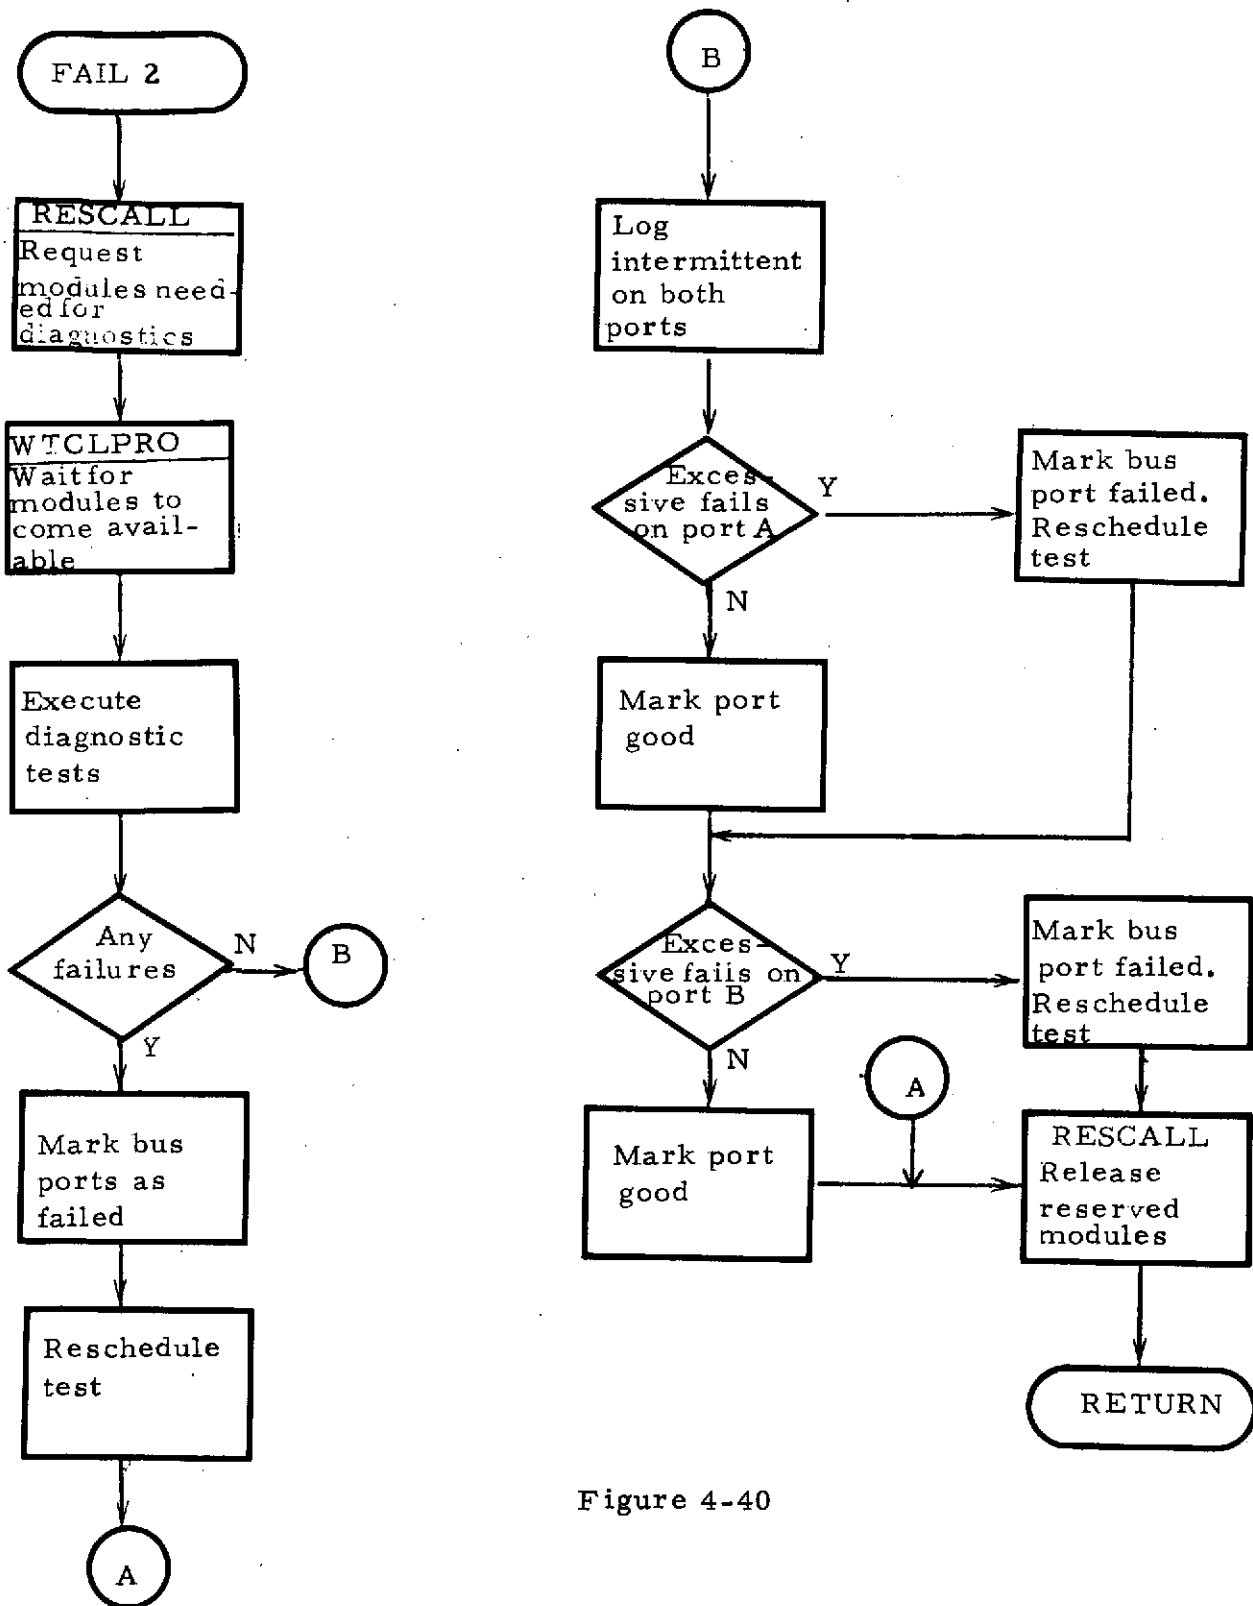 FAIL 2
RESCALL
Request
modules need-
ed for
diagnostics
WTCLPRO
Wait for
modules to
come avail-
able
Execute
diagnostic
tests
Any
failures
N
B
Y
Mark bus
ports as
failed
Reschedule
test
A
B
Log
intermittent
on both
ports
Exces-
sive fails
on port A
Y
Mark bus
port failed.
Reschedule
test
N
Mark port
good
Exces-
sive fails on
port B
Y
Mark bus
port failed.
Reschedule
test
N
A
Mark port
good
RESCALL
Release
reserved
modules
RETURN
Figure 4-40